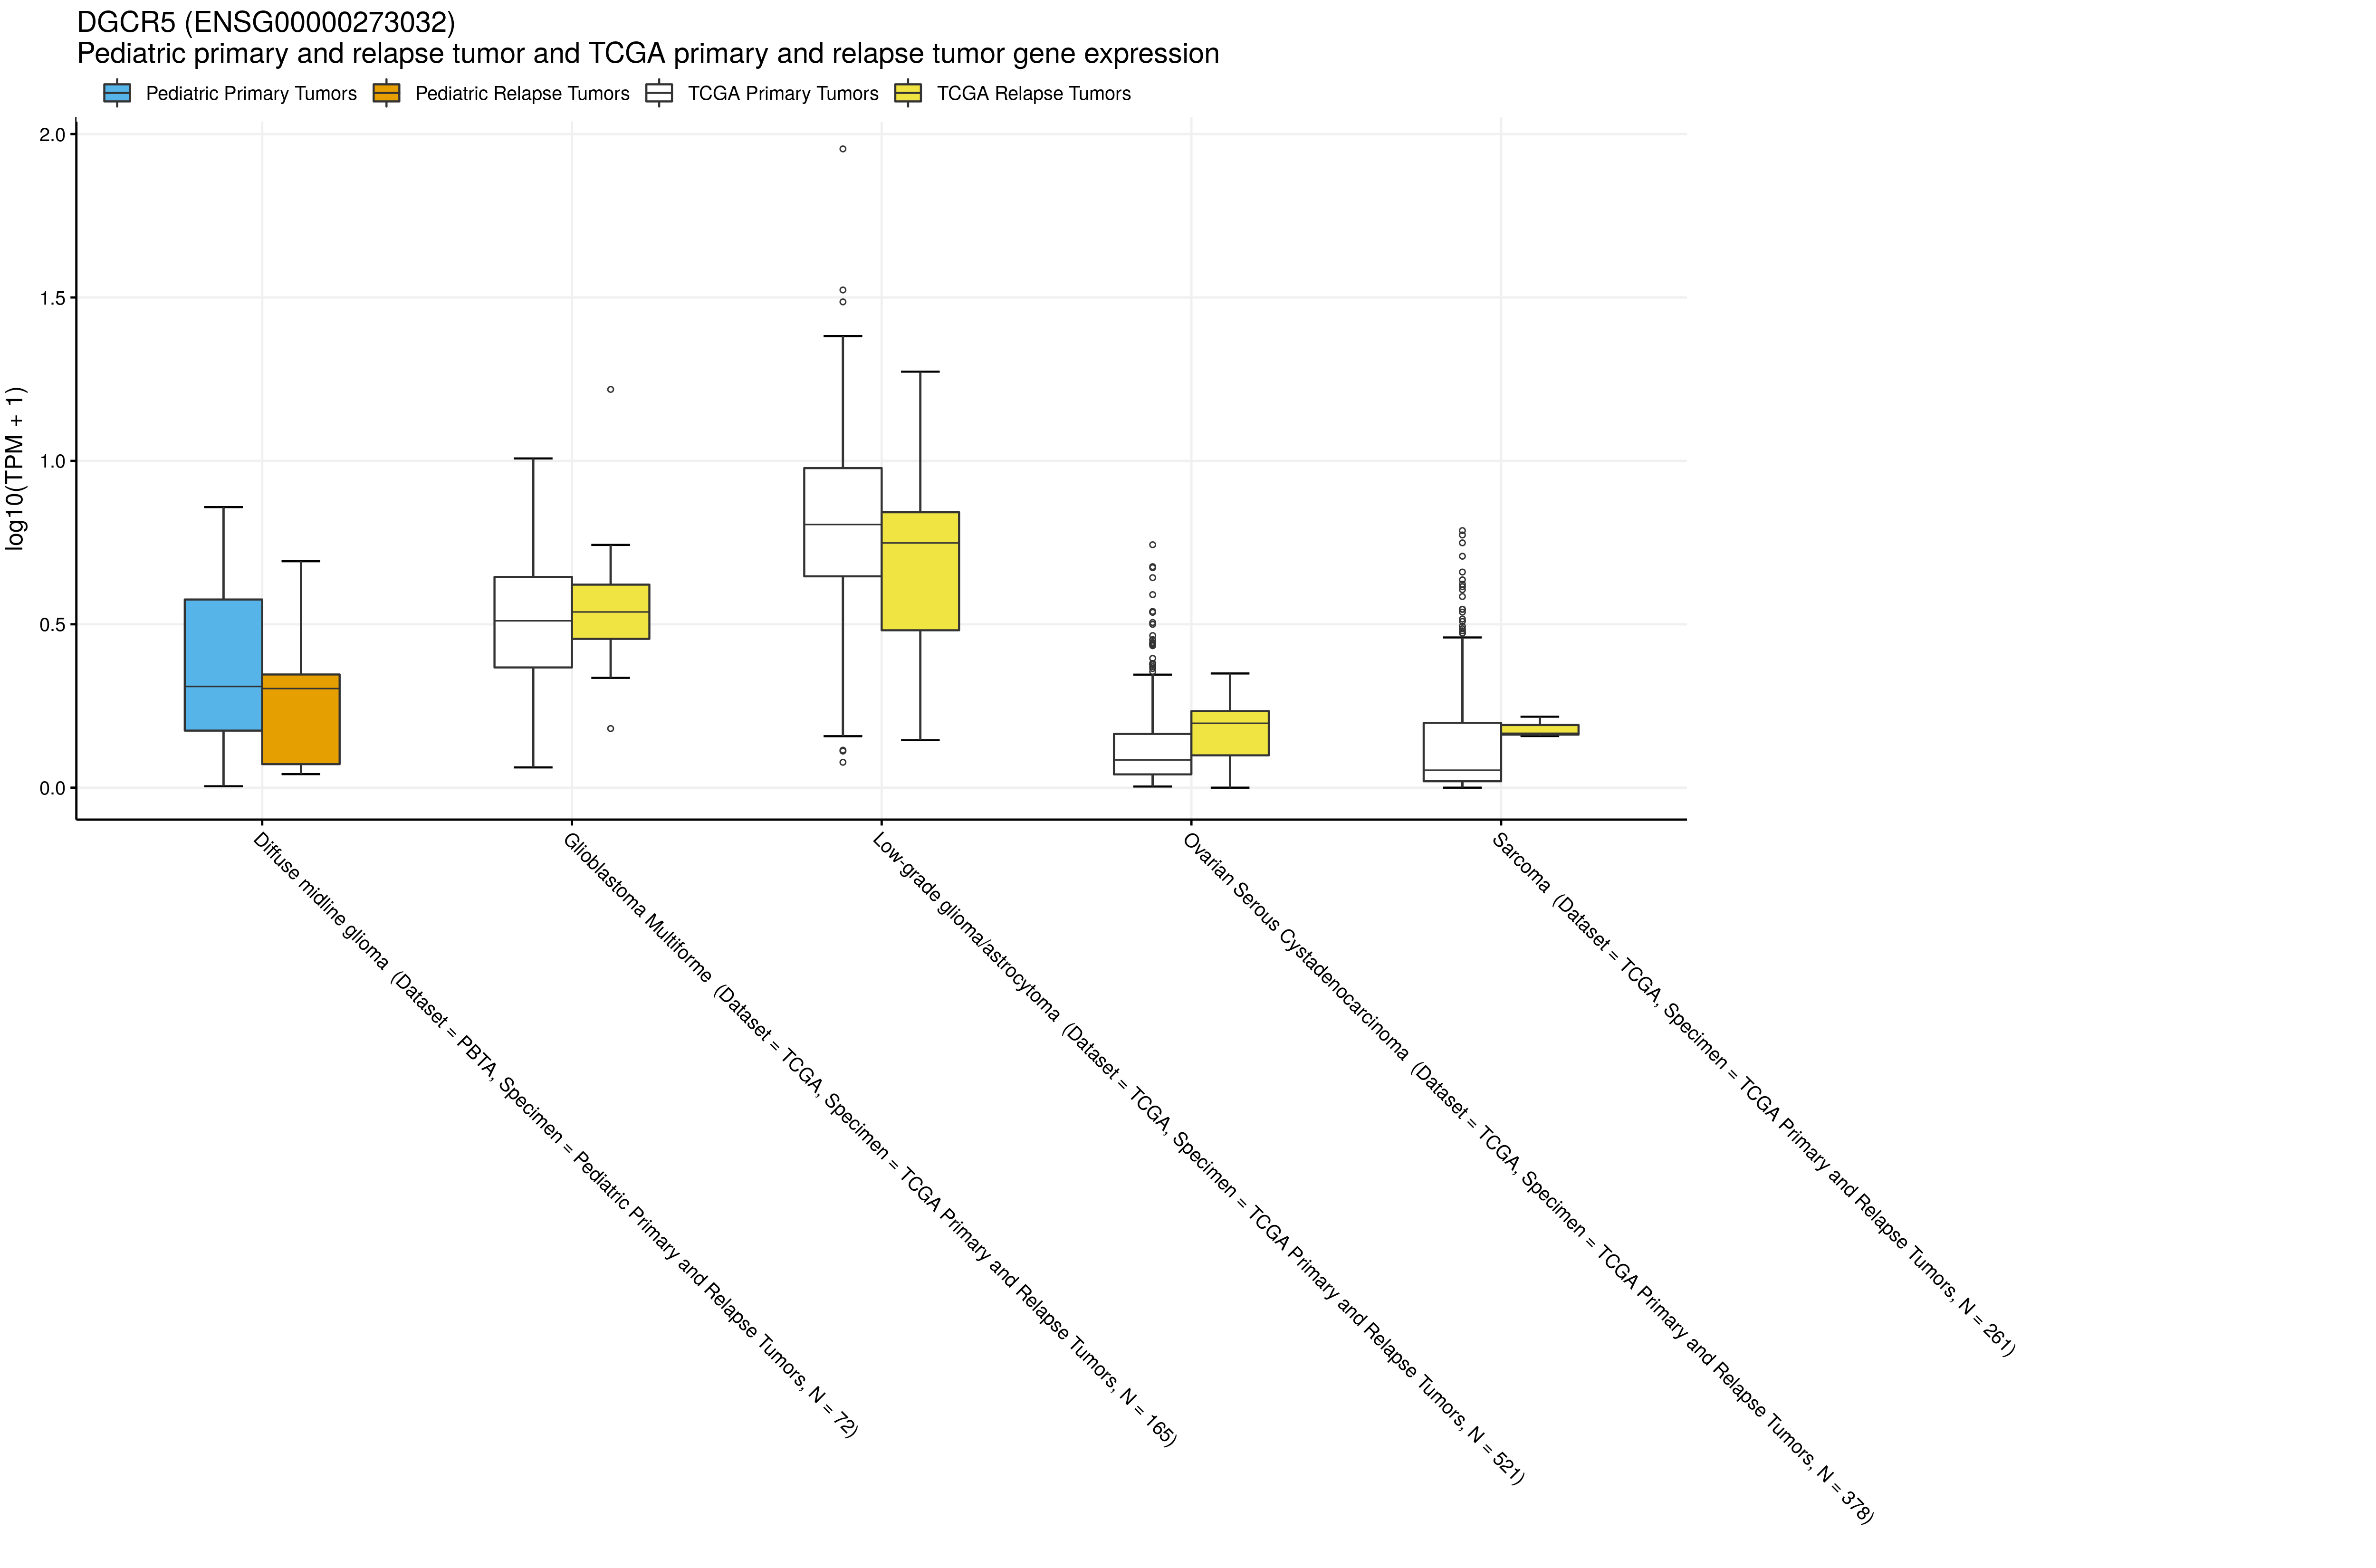 DGCR5 (ENSG00000273032)
Pediatric primary and relapse tumor and TCGA primary and relapse tumor gene expression
Pediatric Primary Tumors
Pediatric Relapse Tumors
TCGA Primary Tumors
TCGA Relapse Tumors
log10(TPM + 1)
2.0
1.5
1.0
0.5
0.0
Diffuse midline glioma (Dataset = PBTA, Specimen = Pediatric Primary and Relapse Tumors, N = 72)
Glioblastoma Multiforme (Dataset = TCGA, Specimen = TCGA Primary and Relapse Tumors, N = 165)
Low-grade glioma/astrocytoma (Dataset = TCGA, Specimen = TCGA Primary and Relapse Tumors, N = 521)
Ovarian Serous Cystadenocarcinoma (Dataset = TCGA, Specimen = TCGA Primary and Relapse Tumors, N = 378)
Sarcoma (Dataset = TCGA, Specimen = TCGA Primary and Relapse Tumors, N = 261)